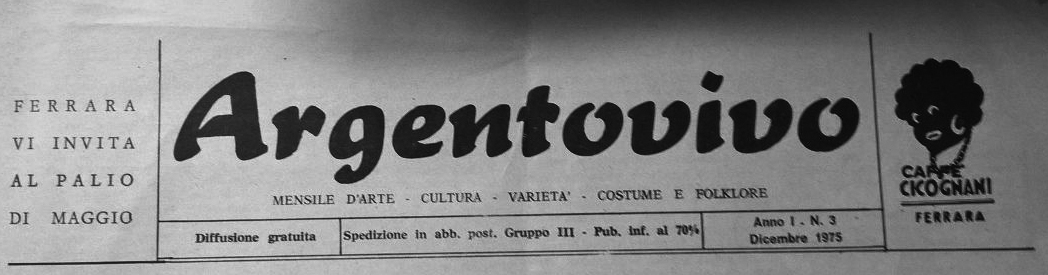 FERRARA
VI INVITA
AL PALIO
DI MAGGIO
Argentovivo
MENSILE D'ARTE - CULTURA - VARIETA' - COSTUME E FOLKLORE
Diffusione gratuita
Spedizione in abb. post. Gruppo III - Pub. inf. al 70%
Anno I - N. 3
Dicembre 1975
CAFFÈ
CICOGNANI
FERRARA